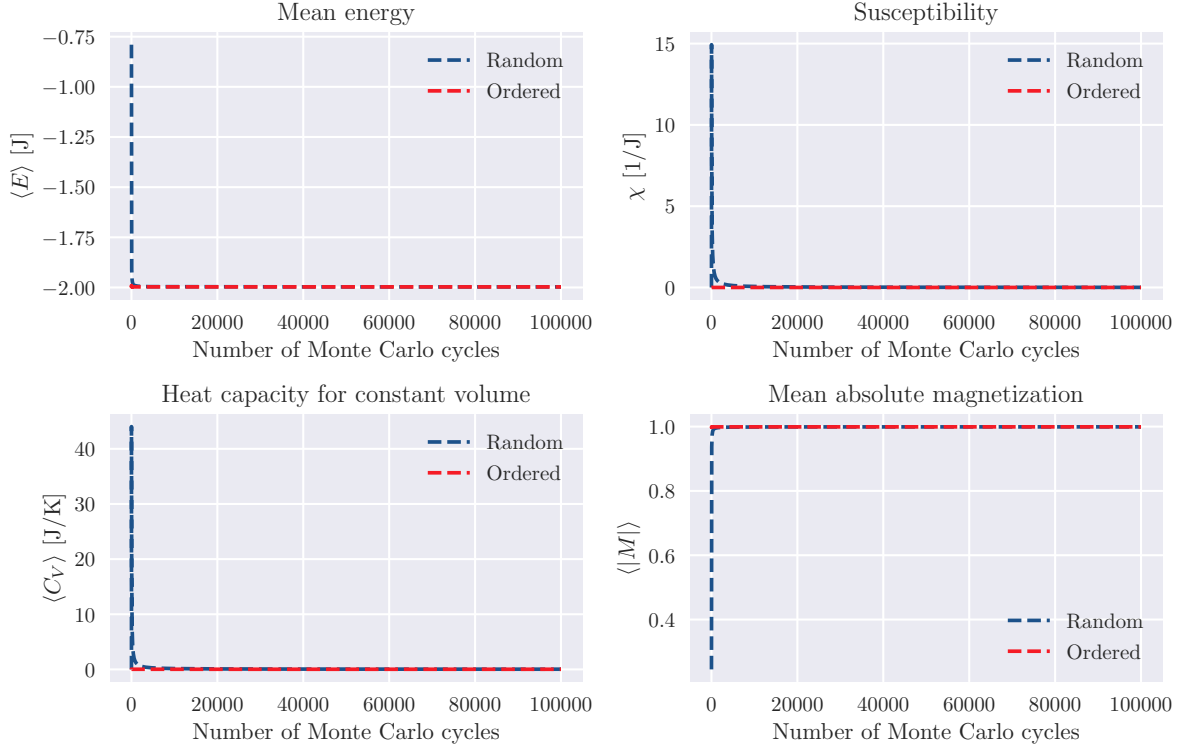 Mean energy
−0.75
−1.00
−1.25
−1.50
−1.75
−2.00
⟨E⟩ [J]
Random
Ordered
0 20000 40000 60000 80000 100000
Number of Monte Carlo cycles
Susceptibility
15
10
5
0
χ [1/J]
Random
Ordered
0 20000 40000 60000 80000 100000
Number of Monte Carlo cycles
Heat capacity for constant volume
40
30
20
10
0
⟨C_V⟩ [J/K]
Random
Ordered
0 20000 40000 60000 80000 100000
Number of Monte Carlo cycles
Mean absolute magnetization
1.0
0.8
0.6
0.4
⟨|M|⟩
Random
Ordered
0 20000 40000 60000 80000 100000
Number of Monte Carlo cycles